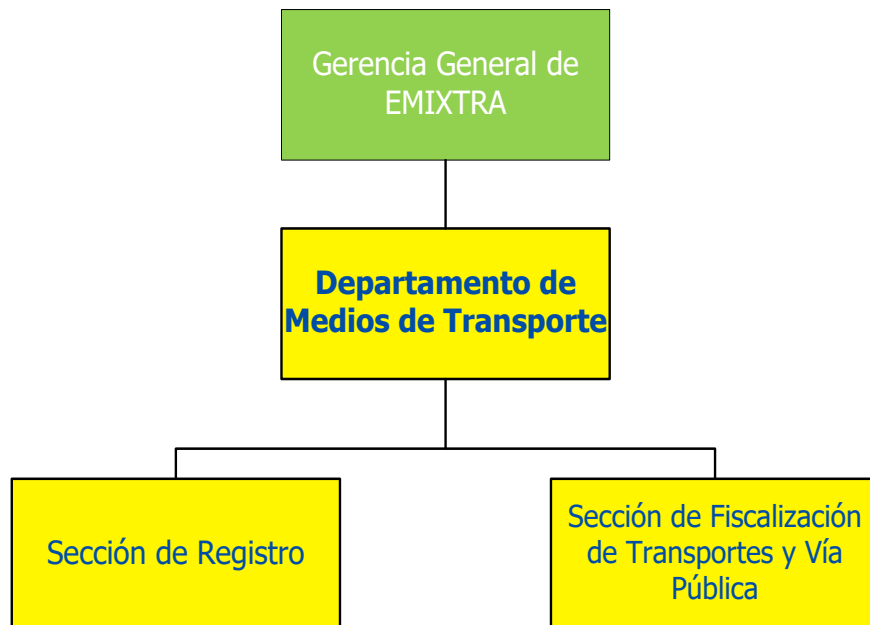 Gerencia General de
EMIXTRA
Departamento de
Medios de Transporte
Sección de Registro
Sección de Fiscalización
de Transportes y Vía
Pública